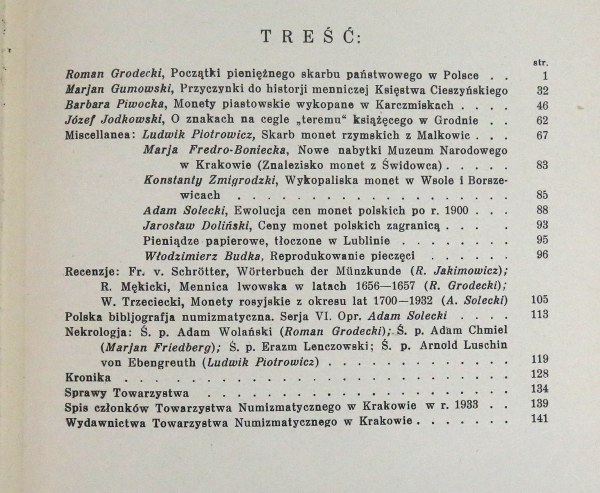 TREŚĆ:
str.
Roman Grodecki, Początki pieniężnego skarbu państwowego w Polsce . . 1
Marjan Gumowski, Przyczynki do historji menniczej Księstwa Cieszyńskiego 32
Barbara Piwocka, Monety piastowskie wykopane w Karczmiskach . . . . 46
Józef Jodkowski, O znakach na cegle „teremu" książęcego w Grodnie . . 62
Miscellanea: Ludwik Piotrowicz, Skarb monet rzymskich z Malkowic . . . 67
Marja Fredro-Boniecka, Nowe nabytki Muzeum Narodowego
w Krakowie (Znalezisko monet z Świdowca) . . . . . 83
Konstanty Zmigrodzki, Wykopaliska monet w Wsole i Borsze-
wicach . . . . . . . . . . . . . . . 85
Adam Solecki, Ewolucja cen monet polskich po r. 1900 . . . 88
Jarosław Doliński, Ceny monet polskich zagranicą . . . . 93
Pieniądze papierowe, tłoczone w Lublinie . . . . . . . 95
Włodzimierz Budka, Reprodukowanie pieczęci . . . . . 96
Recenzje: Fr. v. Schrötter, Wörterbuch der Münzkunde (R. Jakimowicz);
R. Mękicki, Mennica lwowska w latach 1656—1657 (R. Grodecki);
W. Trzeciecki, Monety rosyjskie z okresu lat 1700—1932 (A. Solecki) 105
Polska bibljografja numizmatyczna. Serja VI. Opr. Adam Solecki . . . . 113
Nekrologja: Ś. p. Adam Wolański (Roman Grodecki); Ś. p. Adam Chmiel
(Marjan Friedberg); Ś. p. Erazm Lenczowski; Ś. p. Arnold Luschin
von Ebengreuth (Ludwik Piotrowicz) . . . . . . . . . . 119
Kronika . . . . . . . . . . . . . . . . . . . 128
Sprawy Towarzystwa . . . . . . . . . . . . . . . 134
Spis członków Towarzystwa Numizmatycznego w Krakowie w r. 1933 . . 139
Wydawnictwa Towarzystwa Numizmatycznego w Krakowie . . . . . . . 141